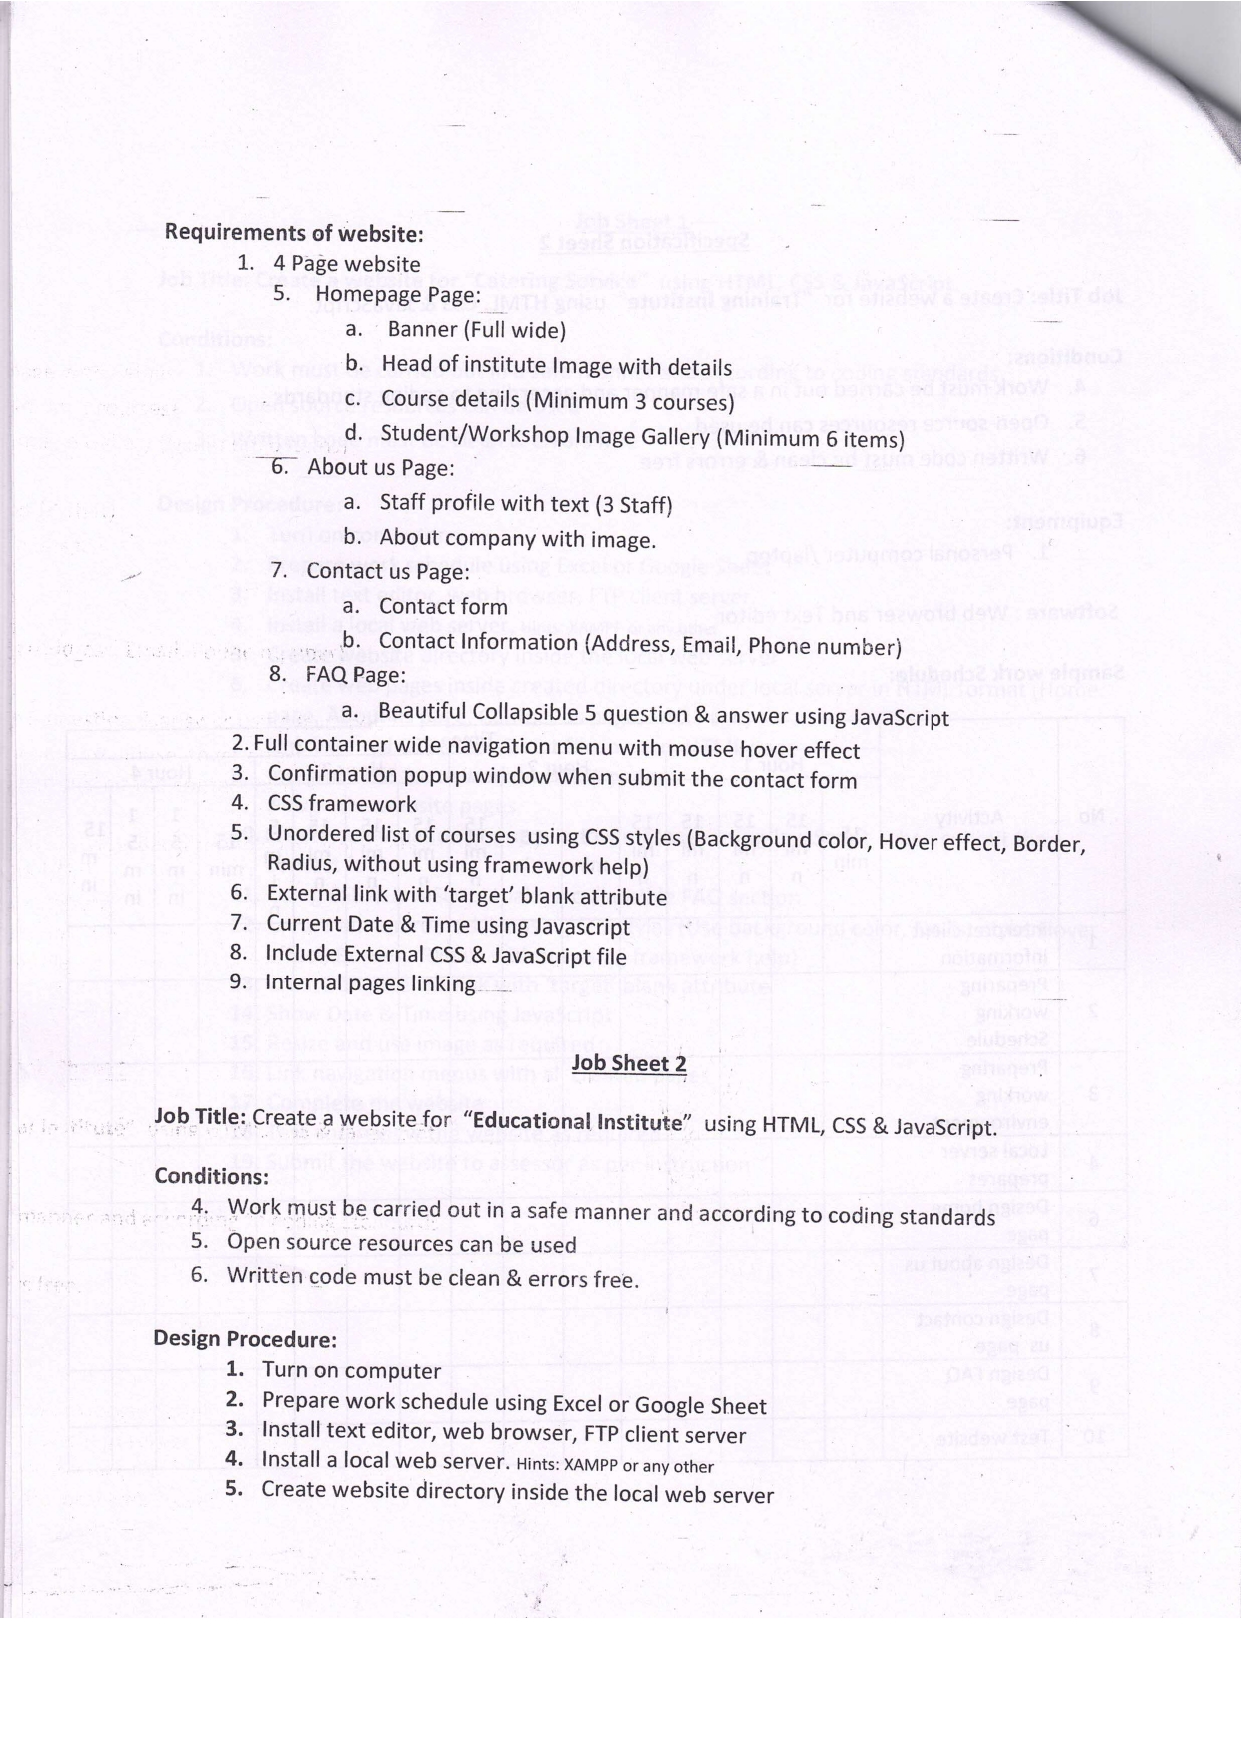 Requirements of website:
1. 4 Page website
5. Homepage Page:
a. Banner (Full wide)
b. Head of institute Image with details
c. Course details (Minimum 3 courses)
d. Student/Workshop Image Gallery (Minimum 6 items)
6. About us Page:
a. Staff profile with text (3 Staff)
b. About company with image.
7. Contact us Page:
a. Contact form
b. Contact Information (Address, Email, Phone number)
8. FAQ Page:
a. Beautiful Collapsible 5 question & answer using JavaScript
2. Full container wide navigation menu with mouse hover effect
3. Confirmation popup window when submit the contact form
4. CSS framework
5. Unordered list of courses using CSS styles (Background color, Hover effect, Border,
Radius, without using framework help)
6. External link with ‘target’ blank attribute
7. Current Date & Time using Javascript
8. Include External CSS & JavaScript file
9. Internal pages linking
Job Sheet 2
Job Title: Create a website for “Educational Institute” using HTML, CSS & JavaScript.
Conditions:
4. Work must be carried out in a safe manner and according to coding standards
5. Open source resources can be used
6. Written code must be clean & errors free.
Design Procedure:
1. Turn on computer
2. Prepare work schedule using Excel or Google Sheet
3. Install text editor, web browser, FTP client server
4. Install a local web server. Hints: XAMPP or any other
5. Create website directory inside the local web server